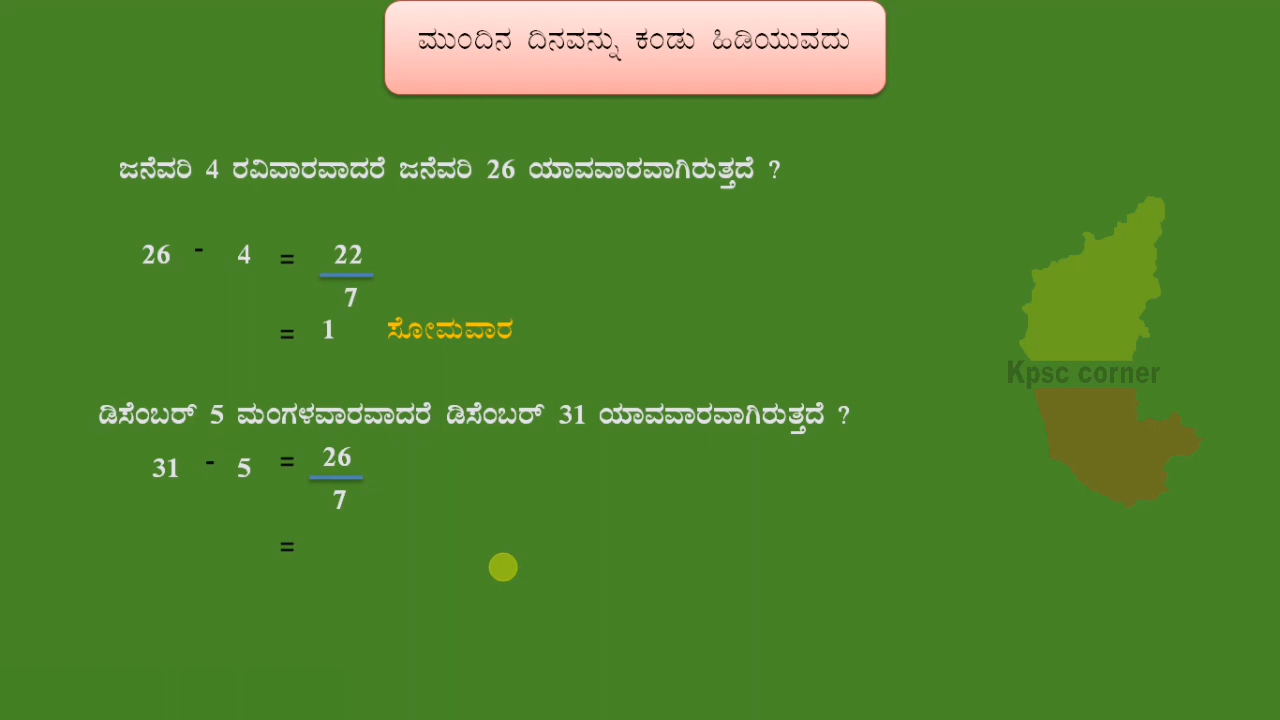 ಮುಂದಿನ ದಿನವನ್ನು ಕಂಡು ಹಿಡಿಯುವದು
ಜನೆವರಿ 4 ರವಿವಾರವಾದರೆ ಜನೆವರಿ 26 ಯಾವವಾರವಾಗಿರುತ್ತದೆ ?
26 - 4 = 22
7
= 1 ಸೋಮವಾರ
Kpsc corner
ಡಿಸೆಂಬರ್ 5 ಮಂಗಳವಾರವಾದರೆ ಡಿಸೆಂಬರ್ 31 ಯಾವವಾರವಾಗಿರುತ್ತದೆ ?
31 - 5 = 26
7
=